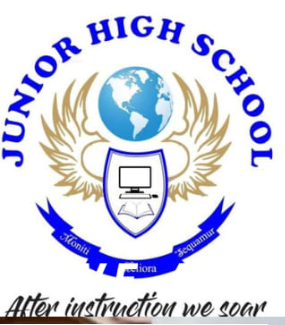 JUNIOR HIGH SCHOOL
Moniti
Sequamur
After instruction we soar